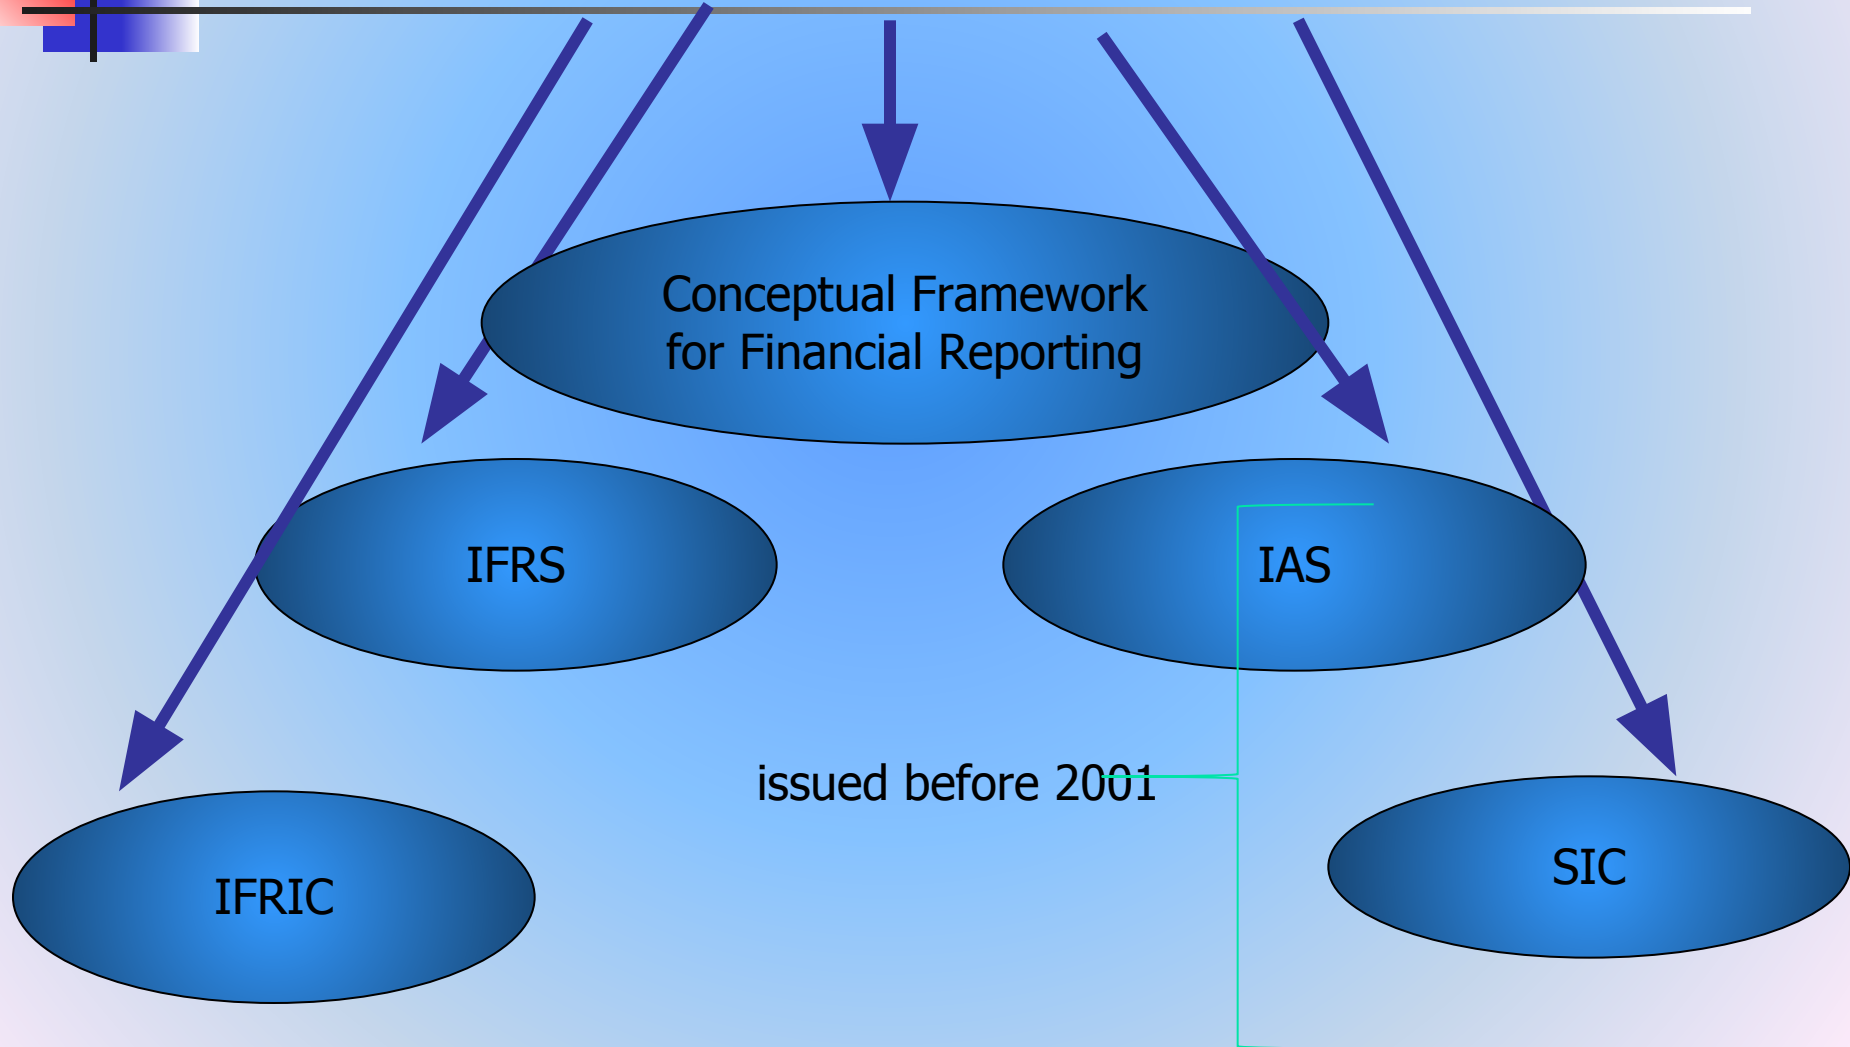 Conceptual Framework
for Financial Reporting
IFRS
IAS
issued before 2001
SIC
IFRIC